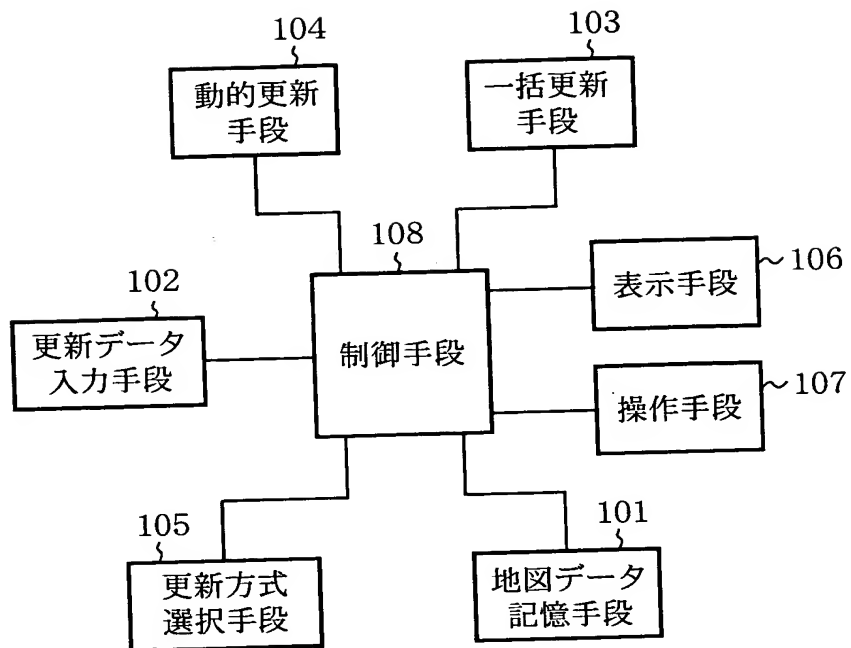 104
動的更新
手段
103
一括更新
手段
108
制御手段
106
表示手段
102
更新データ
入力手段
107
操作手段
105
更新方式
選択手段
101
地図データ
記憶手段